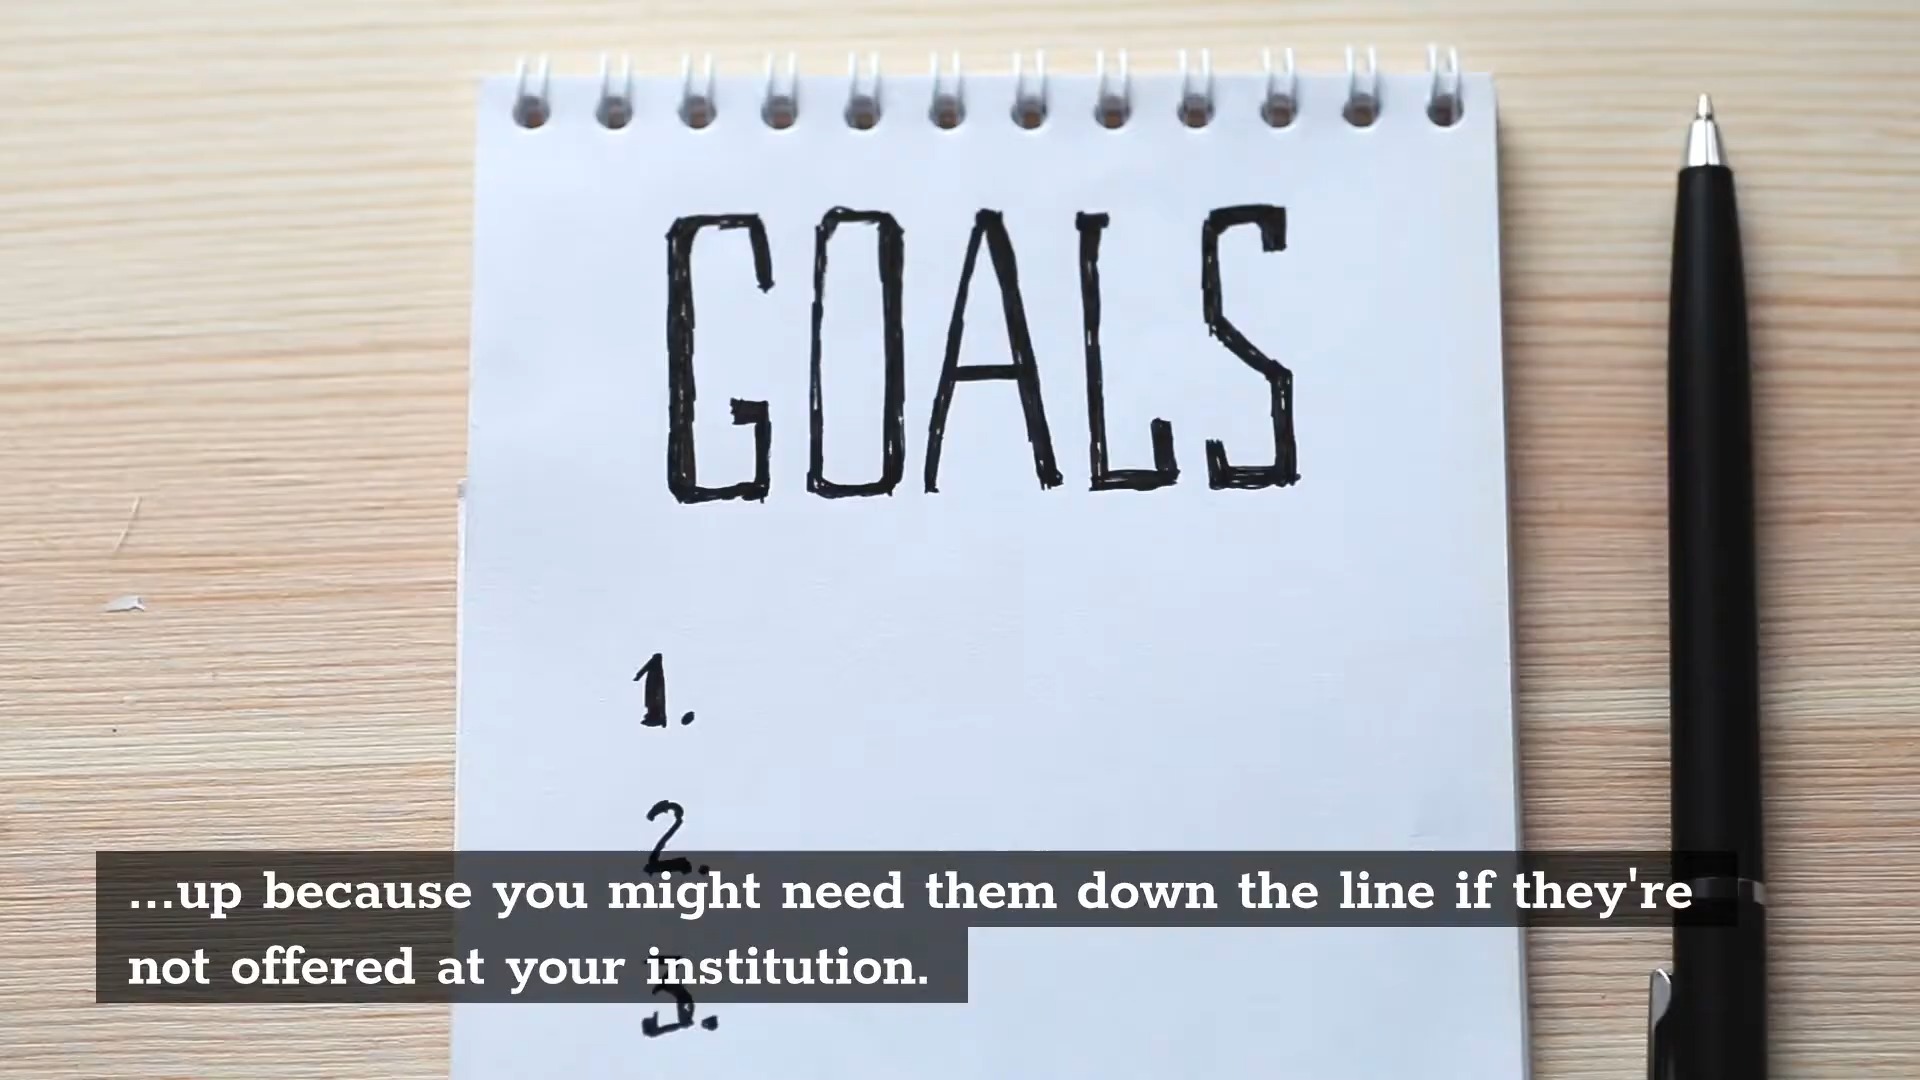 GOALS
1.
2.
...up because you might need them down the line if they're
not offered at your institution.
3.